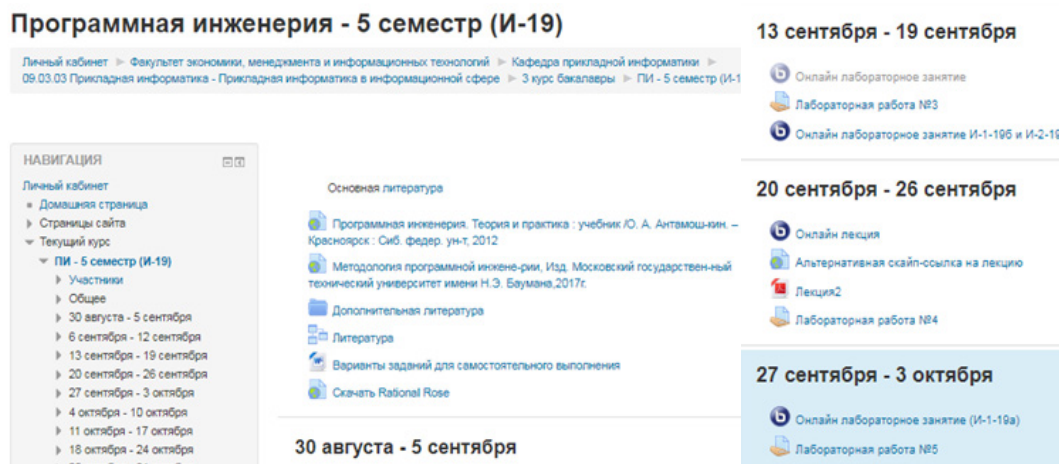 Программная инженерия - 5 семестр (И-19)
Личный кабинет Факультет экономики, менеджмента и информационных технологий Кафедра прикладной информатики
09.03.03 Прикладная информатика - Прикладная информатика в информационной сфере 3 курс бакалавры ПИ - 5 семестр (И-1
НАВИГАЦИЯ
Личный кабинет
Домашняя страница
Страницы сайта
Текущий курс
ПИ - 5 семестр (И-19)
Участники
Общее
30 августа - 5 сентября
6 сентября - 12 сентября
13 сентября - 19 сентября
20 сентября - 26 сентября
27 сентября - 3 октября
4 октября - 10 октября
11 октября - 17 октября
18 октября - 24 октября
Основная литература
Программная инженерия. Теория и практика : учебник /О. А. Антамош-кин. –
Красноярск : Сиб. федер. ун-т, 2012
Методология программной инжене-рии, Изд. Московский государствен-ный
технический университет имени Н.Э. Баумана,2017г.
Дополнительная литература
Литература
Варианты заданий для самостоятельного выполнения
Скачать Rational Rose
30 августа - 5 сентября
13 сентября - 19 сентября
Онлайн лабораторное занятие
Лабораторная работа №3
Онлайн лабораторное занятие И-1-19б и И-2-19
20 сентября - 26 сентября
Онлайн лекция
Альтернативная скайп-ссылка на лекцию
Лекция2
Лабораторная работа №4
27 сентября - 3 октября
Онлайн лабораторное занятие (И-1-19а)
Лабораторная работа №5